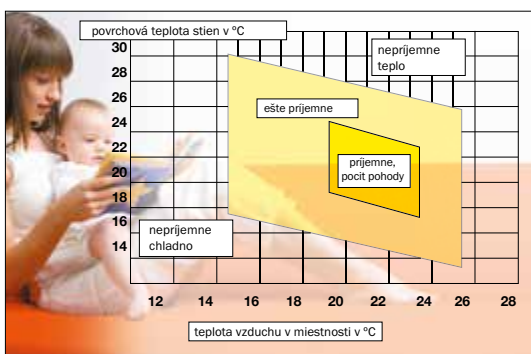 povrchová teplota stien v °C
30
28
26
24
22
20
18
16
14
nepríjemne
teplo
ešte príjemne
príjemne,
pocit pohody
nepríjemne
chladno
12 14 16 18 20 22 24 26 28
teplota vzduchu v miestnosti v °C